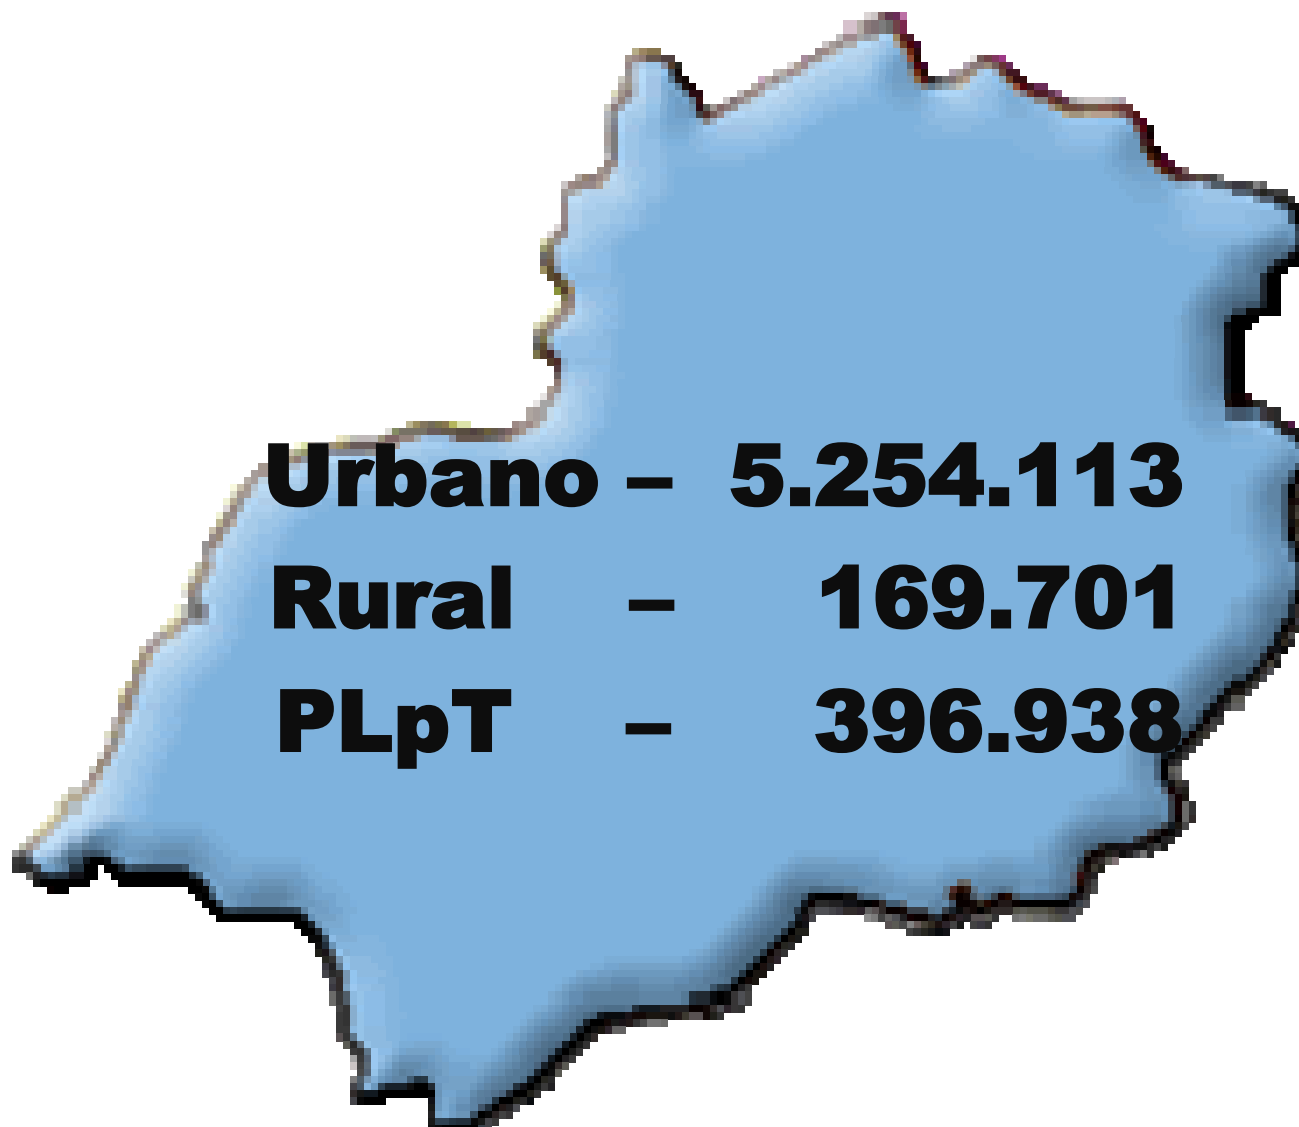 Urbano – 5.254.113
Rural – 169.701
PLpT – 396.938